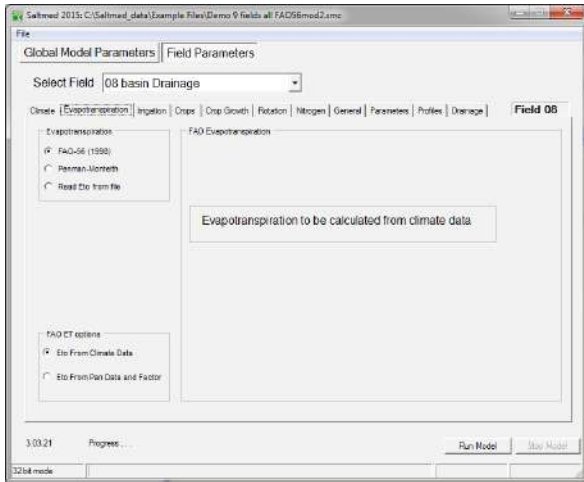 Saltmed 2015: C:\Saltmed_data\Example Files\Demo 9 fields all FAO56mod2.smc
File
Global Model Parameters Field Parameters
Select Field 08 basin Drainage
Climate Evapotranspiration Irrigation Crops Crop Growth Rotation Nitrogen General Parameters Profiles Drainage Field 08
Evapotranspiration FAO Evapotranspiration
FAO-56 (1998)
Penman-Monteith
Read Eto from file
Evapotranspiration to be calculated from climate data
FAO ET options
Eto From Climate Data
Eto From Pan Data and Factor
3.03.21 Progress . . . Run Model Stop Model
32bit mode